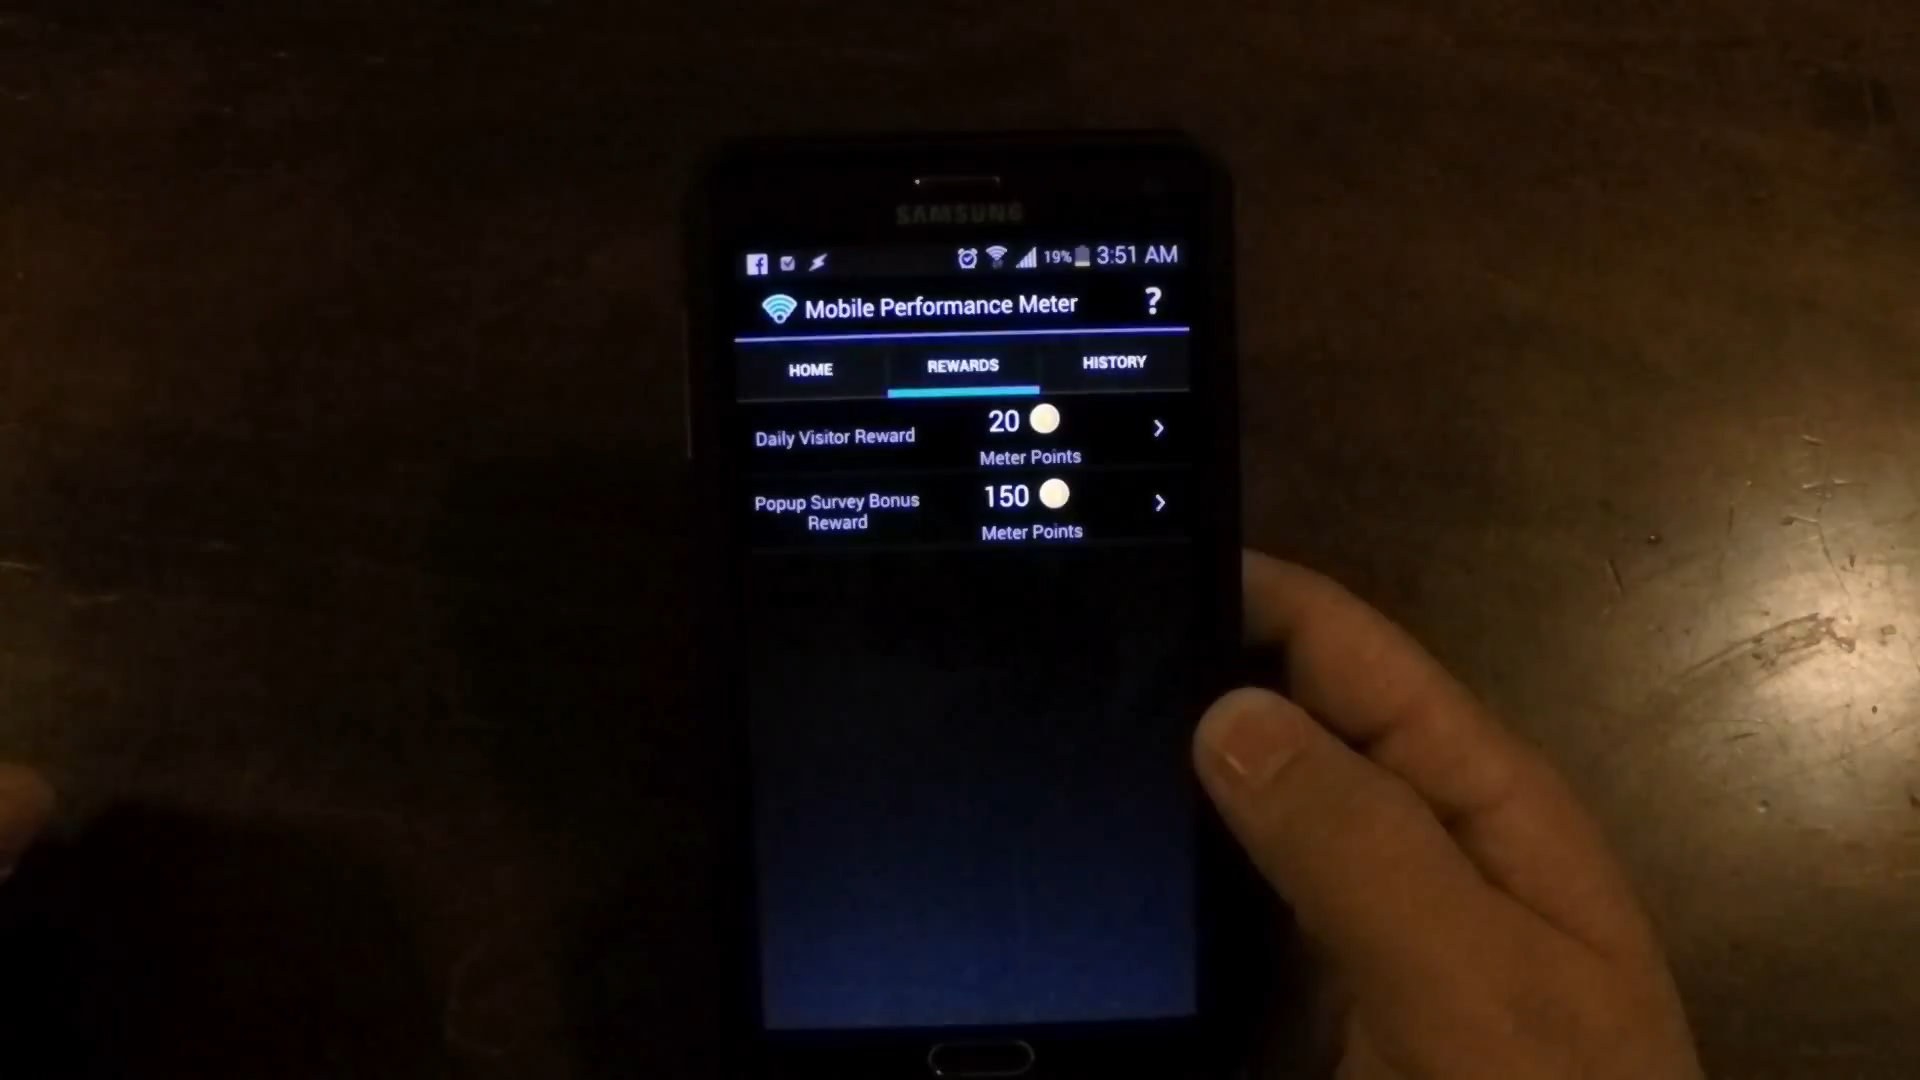 SAMSUNG
19% 3:51 AM
Mobile Performance Meter ?
HOME REWARDS HISTORY
Daily Visitor Reward
20
Meter Points
Popup Survey Bonus
Reward
150
Meter Points